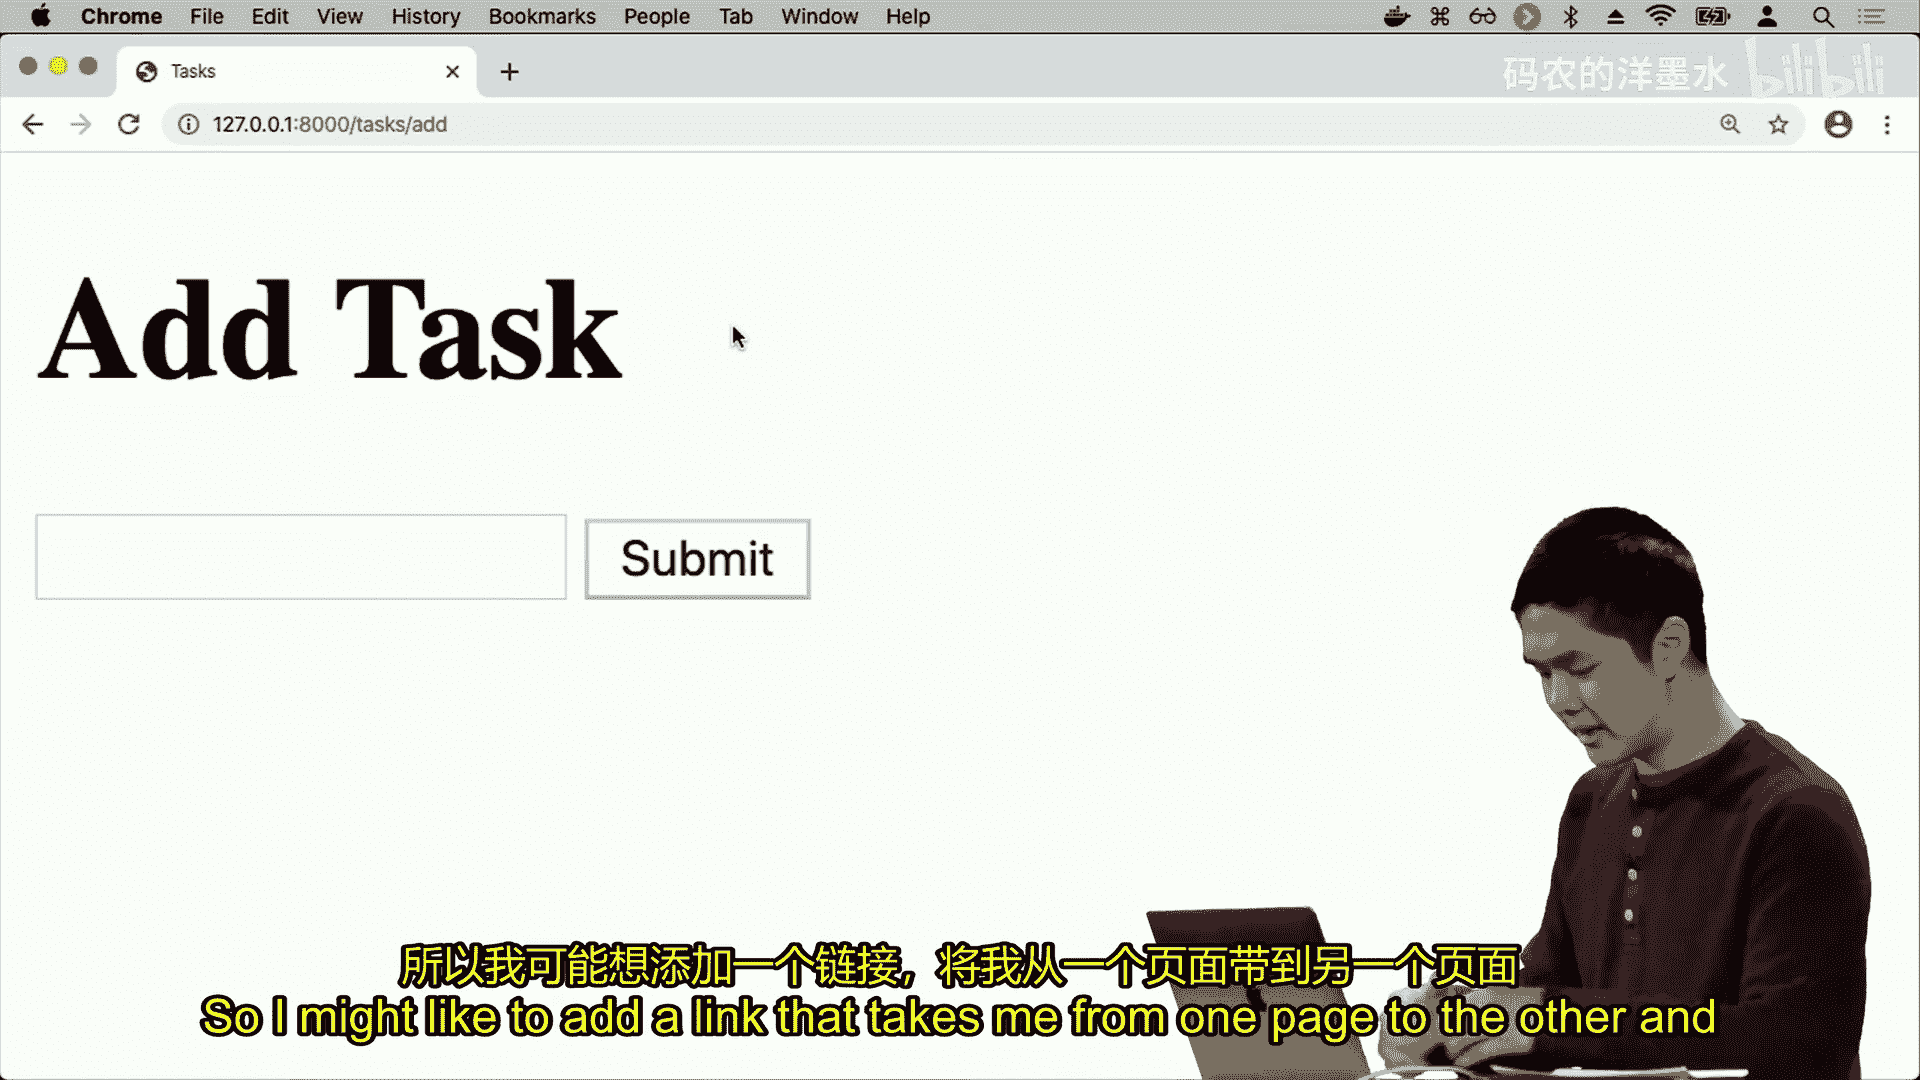 Chrome File Edit View History Bookmarks People Tab Window Help
Tasks
码农的洋墨水 bilibili
127.0.0.1:8000/tasks/add
Add Task
Submit
所以我可能想添加一个链接，将我从一个页面带到另一个页面
So I might like to add a link that takes me from one page to the other and